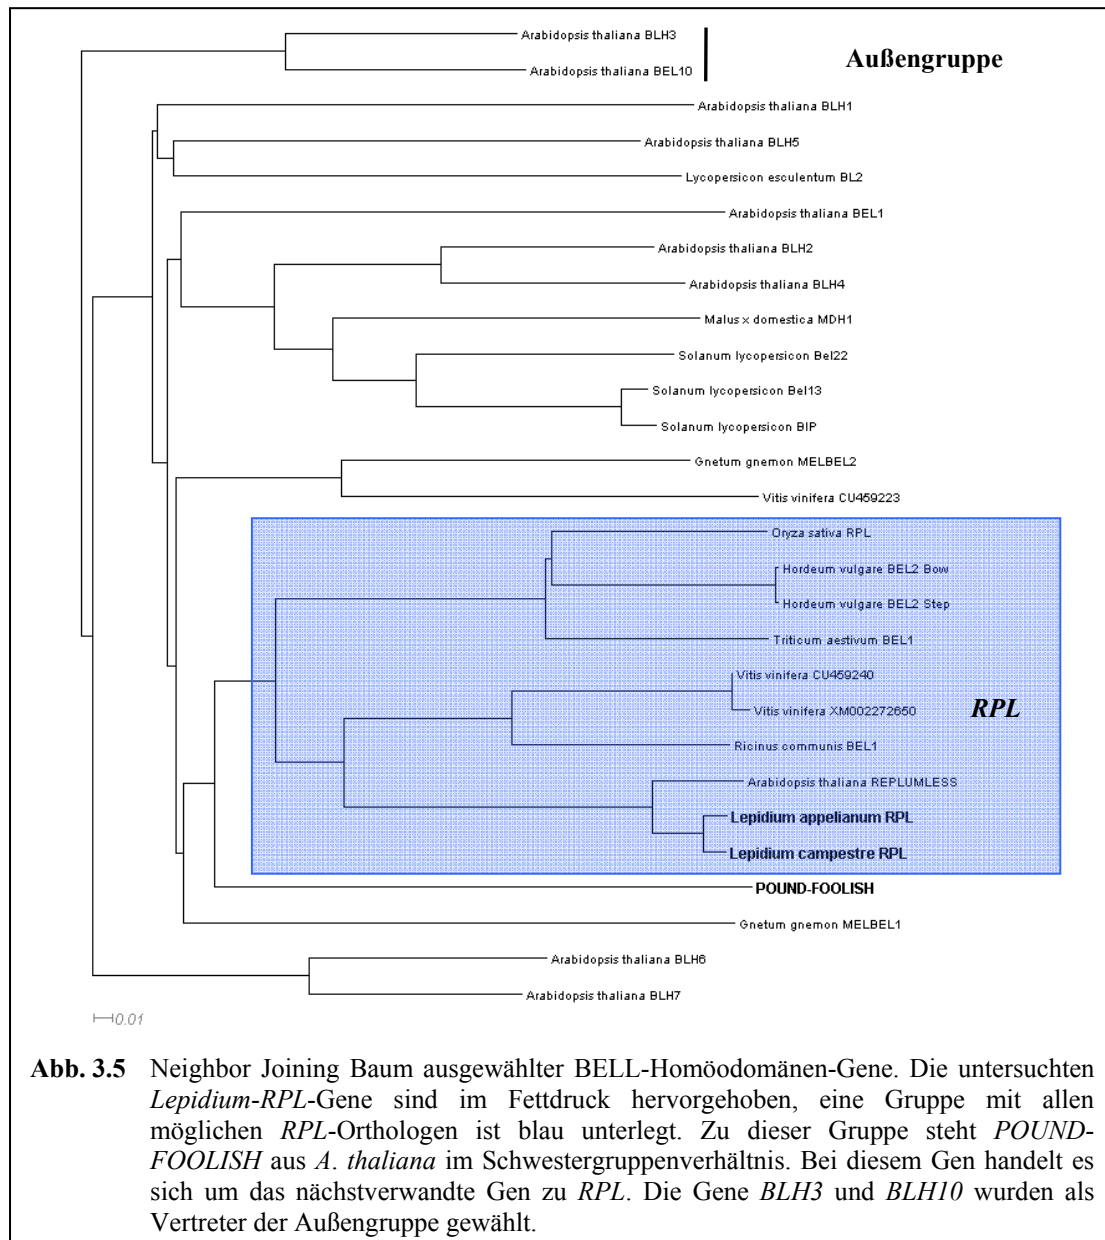 Arabidopsis thaliana BLH3
Außengruppe
Arabidopsis thaliana BEL10
Arabidopsis thaliana BLH1
Arabidopsis thaliana BLH5
Lycopersicon esculentum BL2
Arabidopsis thaliana BEL1
Arabidopsis thaliana BLH2
Arabidopsis thaliana BLH4
Malus x domestica MDH1
Solanum lycopersicon Bel22
Solanum lycopersicon Bel13
Solanum lycopersicon BIP
Gnetum gnemon MELBEL2
Vitis vinifera CU459223
Oryza sativa RPL
Hordeum vulgare BEL2 Bow
Hordeum vulgare BEL2 Step
Triticum aestivum BEL1
Vitis vinifera CU459240
Vitis vinifera XM002272650
RPL
Ricinus communis BEL1
Arabidopsis thaliana REPLUMLESS
Lepidium appelianum RPL
Lepidium campestre RPL
POUND-FOOLISH
Gnetum gnemon MELBEL1
Arabidopsis thaliana BLH6
Arabidopsis thaliana BLH7
0.01
Abb. 3.5 Neighbor Joining Baum ausgewählter BELL-Homöodomänen-Gene. Die untersuchten
Lepidium-RPL-Gene sind im Fettdruck hervorgehoben, eine Gruppe mit allen
möglichen RPL-Orthologen ist blau unterlegt. Zu dieser Gruppe steht POUND-
FOOLISH aus A. thaliana im Schwestergruppenverhältnis. Bei diesem Gen handelt es
sich um das nächstverwandte Gen zu RPL. Die Gene BLH3 und BLH10 wurden als
Vertreter der Außengruppe gewählt.